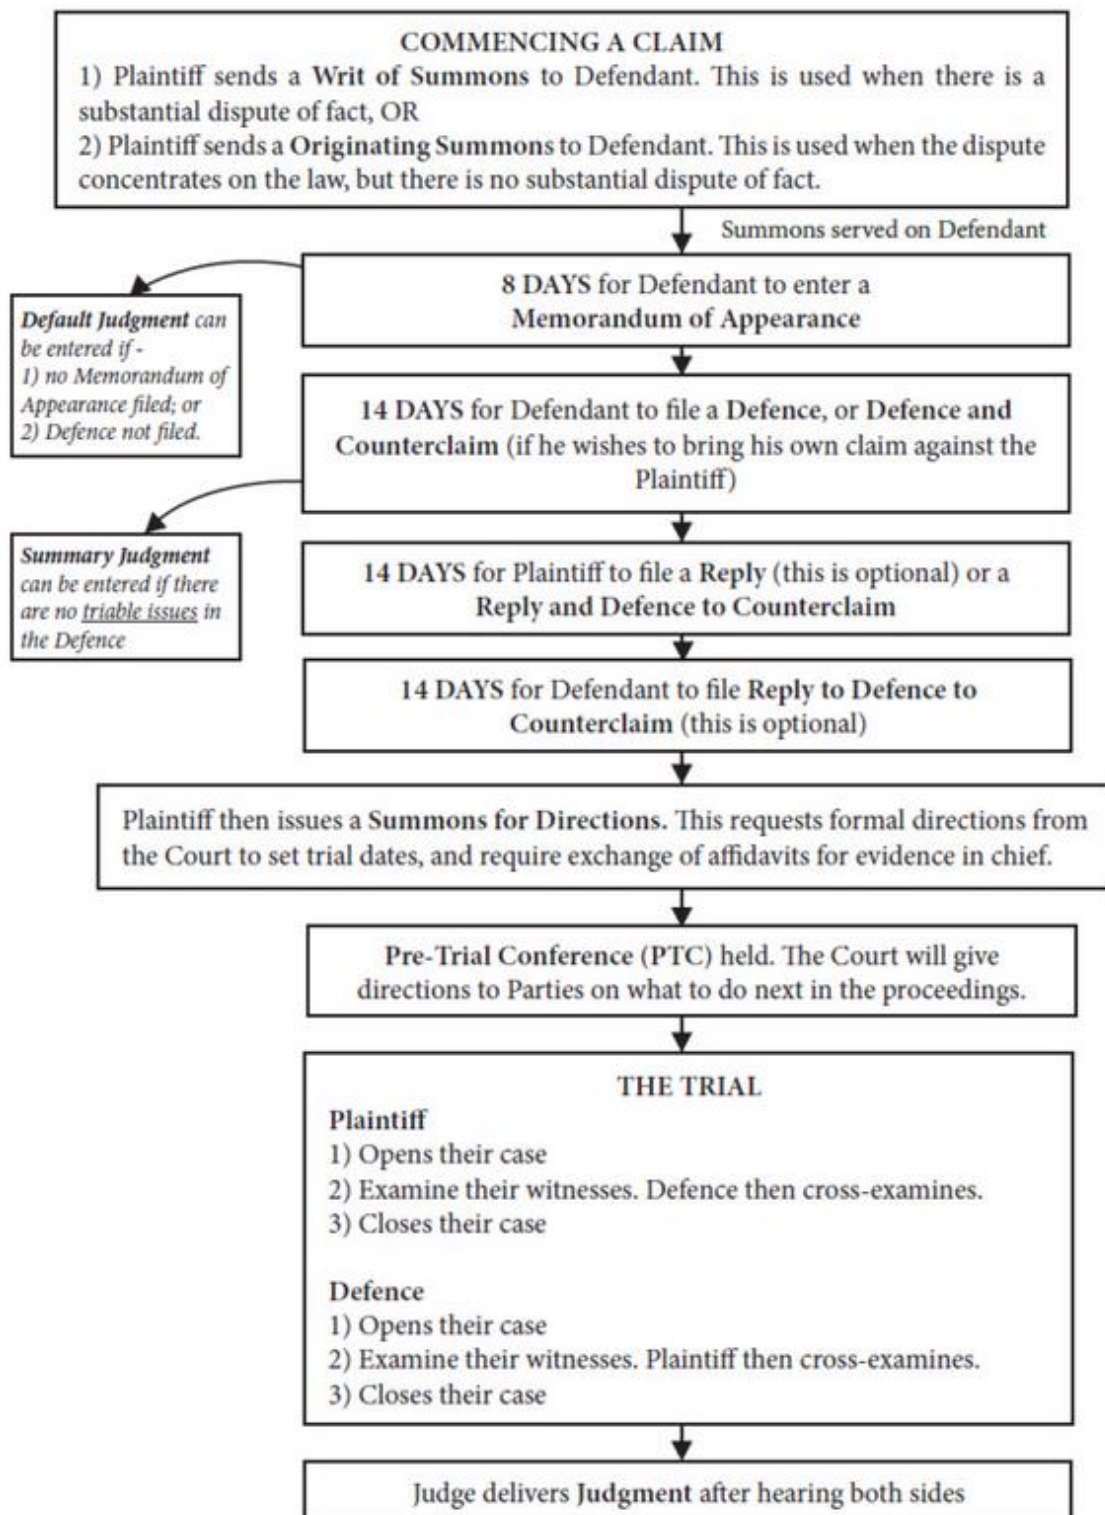 COMMENCING A CLAIM
1) Plaintiff sends a Writ of Summons to Defendant. This is used when there is a
substantial dispute of fact, OR
2) Plaintiff sends a Originating Summons to Defendant. This is used when the dispute
concentrates on the law, but there is no substantial dispute of fact.
Summons served on Defendant
8 DAYS for Defendant to enter a
Memorandum of Appearance
Default Judgment can
be entered if -
1) no Memorandum of
Appearance filed; or
2) Defence not filed.
14 DAYS for Defendant to file a Defence, or Defence and
Counterclaim (if he wishes to bring his own claim against the
Plaintiff)
Summary Judgment
can be entered if there
are no triable issues in
the Defence
14 DAYS for Plaintiff to file a Reply (this is optional) or a
Reply and Defence to Counterclaim
14 DAYS for Defendant to file Reply to Defence to
Counterclaim (this is optional)
Plaintiff then issues a Summons for Directions. This requests formal directions from
the Court to set trial dates, and require exchange of affidavits for evidence in chief.
Pre-Trial Conference (PTC) held. The Court will give
directions to Parties on what to do next in the proceedings.
THE TRIAL
Plaintiff
1) Opens their case
2) Examine their witnesses. Defence then cross-examines.
3) Closes their case
Defence
1) Opens their case
2) Examine their witnesses. Plaintiff then cross-examines.
3) Closes their case
Judge delivers Judgment after hearing both sides